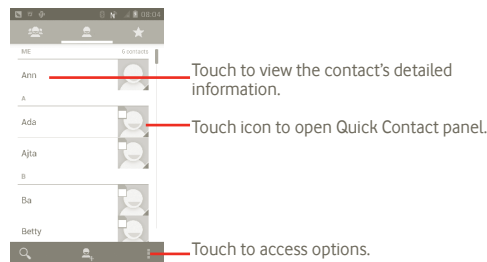 08:04
ME 6 contacts
Ann
Touch to view the contact's detailed
information.
A
Ada
Touch icon to open Quick Contact panel.
Ajta
B
Ba
Betty
Touch to access options.